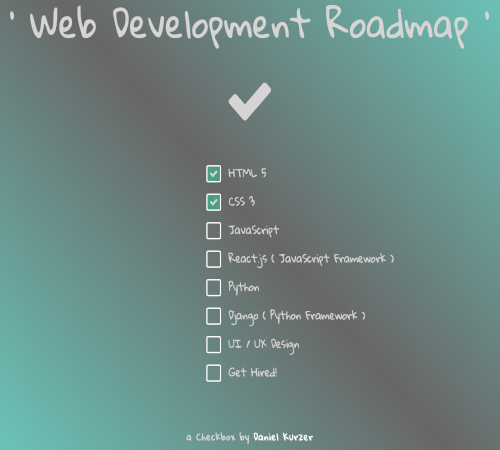 ' Web Development Roadmap '
HTML 5
CSS 3
JavaScript
React.js ( JavaScript Framework )
Python
Django ( Python Framework )
UI / UX Design
Get Hired!
a Checkbox by Daniel Kurzer